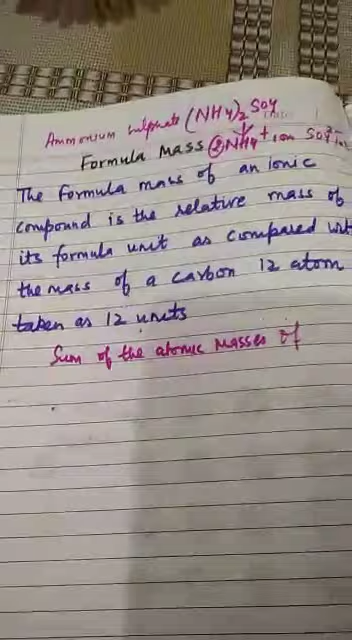 Ammonium sulphate (NH4)2 SO4
Formula Mass 2NH4+ ion SO42-
The formula mass of an ionic
compound is the relative mass of
its formula unit as compared with
the mass of a carbon 12 atom
taken as 12 units
Sum of the atomic masses of